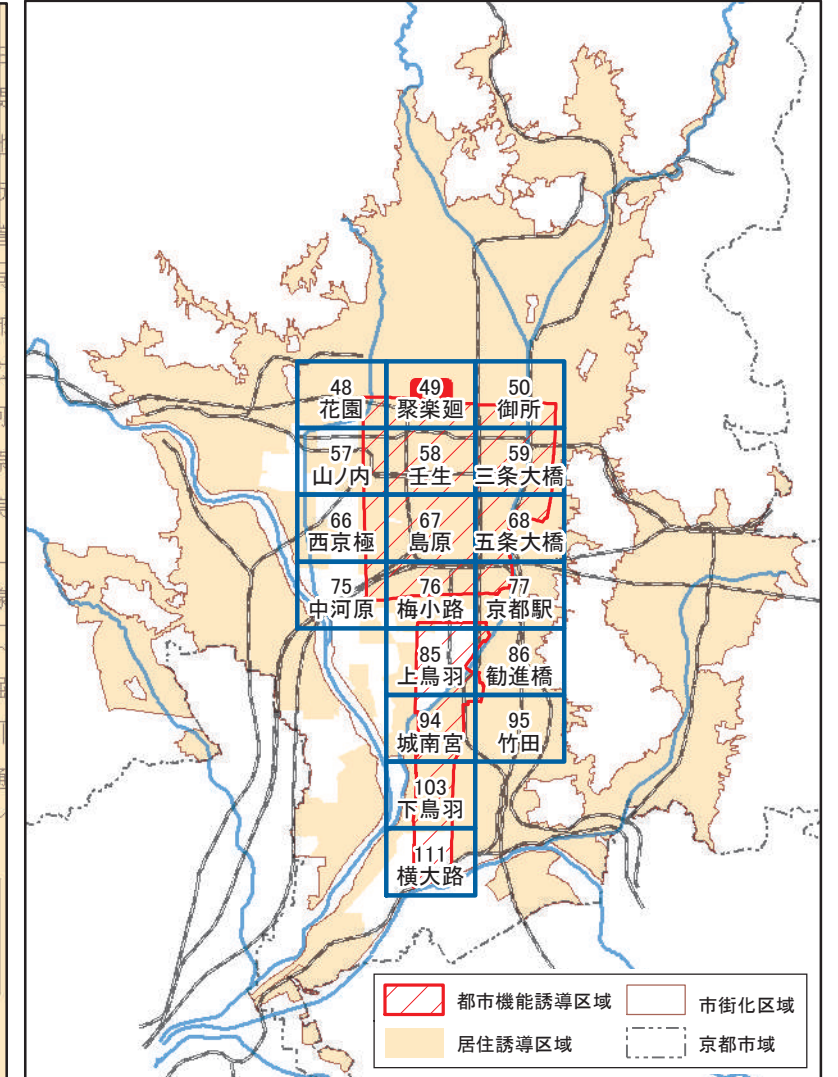 48
花園
49
聚楽廻
50
御所
57
山ノ内
58
壬生
59
三条大橋
66
西京極
67
島原
68
五条大橋
75
中河原
76
梅小路
77
京都駅
85
上鳥羽
86
勧進橋
94
城南宮
95
竹田
103
下鳥羽
111
横大路
都市機能誘導区域
市街化区域
居住誘導区域
京都市域